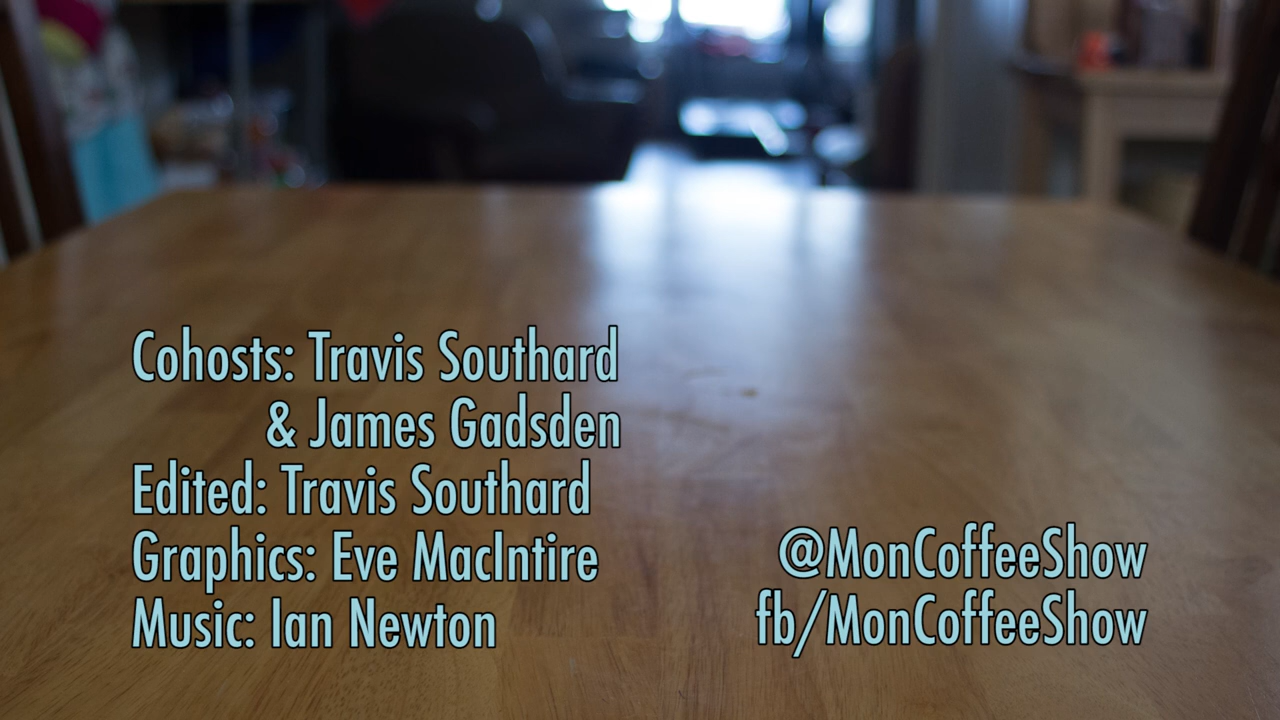 Cohosts: Travis Southard
& James Gadsden
Edited: Travis Southard
Graphics: Eve MacIntire
Music: Ian Newton
@MonCoffeeShow
fb/MonCoffeeShow